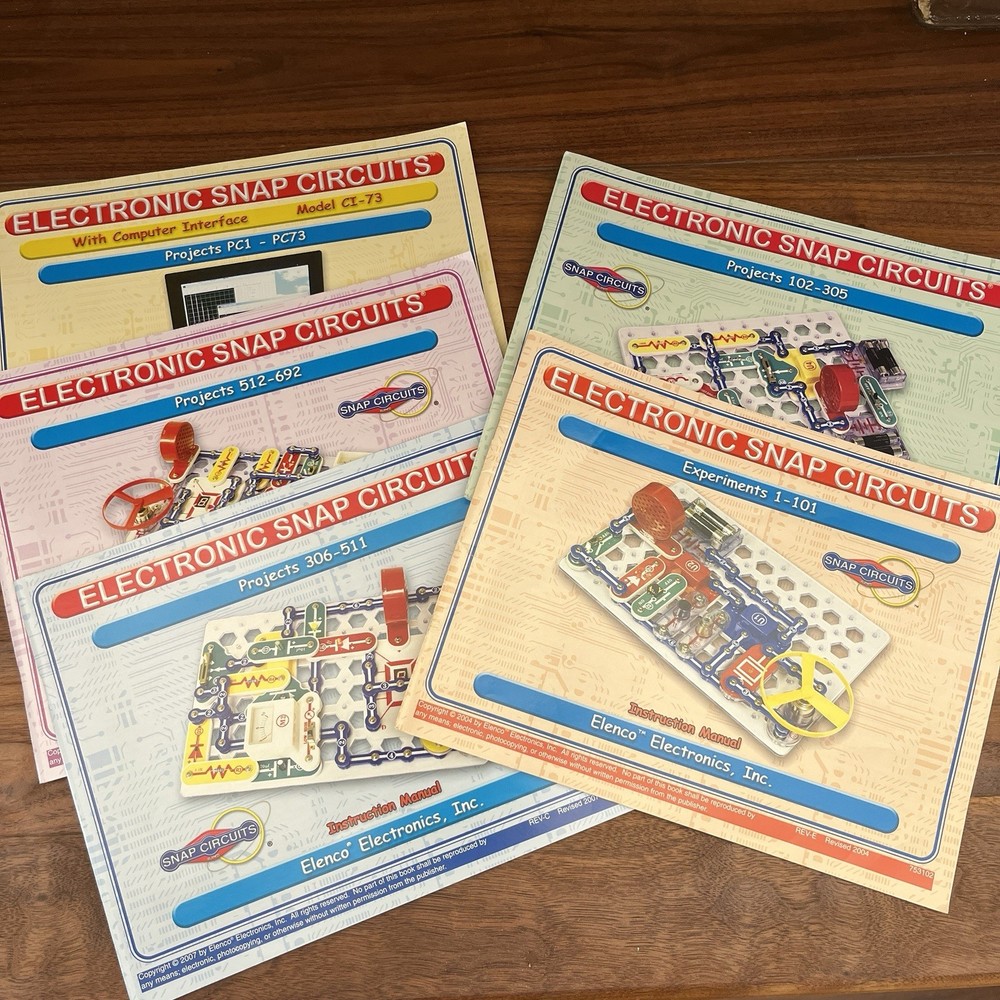 ELECTRONIC SNAP CIRCUITS®
With Computer Interface Model CI-73
Projects PC1 - PC73
ELECTRONIC SNAP CIRCUITS®
Projects 512-692
SNAP CIRCUITS®
ELECTRONIC SNAP CIRCUITS
Projects 306-511
Instruction Manual
SNAP CIRCUITS®
Elenco® Electronics, Inc.
Copyright © 2007 by Elenco® Electronics, Inc. All rights reserved. No part of this book shall be reproduced by
any means; electronic, photocopying, or otherwise without written permission from the publisher.
REV-C Revised 2007
ELECTRONIC SNAP CIRCUITS®
Projects 102-305
SNAP CIRCUITS®
ELECTRONIC SNAP CIRCUITS®
Experiments 1-101
SNAP CIRCUITS®
Instruction Manual
Elenco™ Electronics, Inc.
Copyright © 2004 by Elenco™ Electronics, Inc. All rights reserved. No part of this book shall be reproduced by
any means, electronic, photocopying, or otherwise without written permission from the publisher.
REV-E Revised 2004
753102